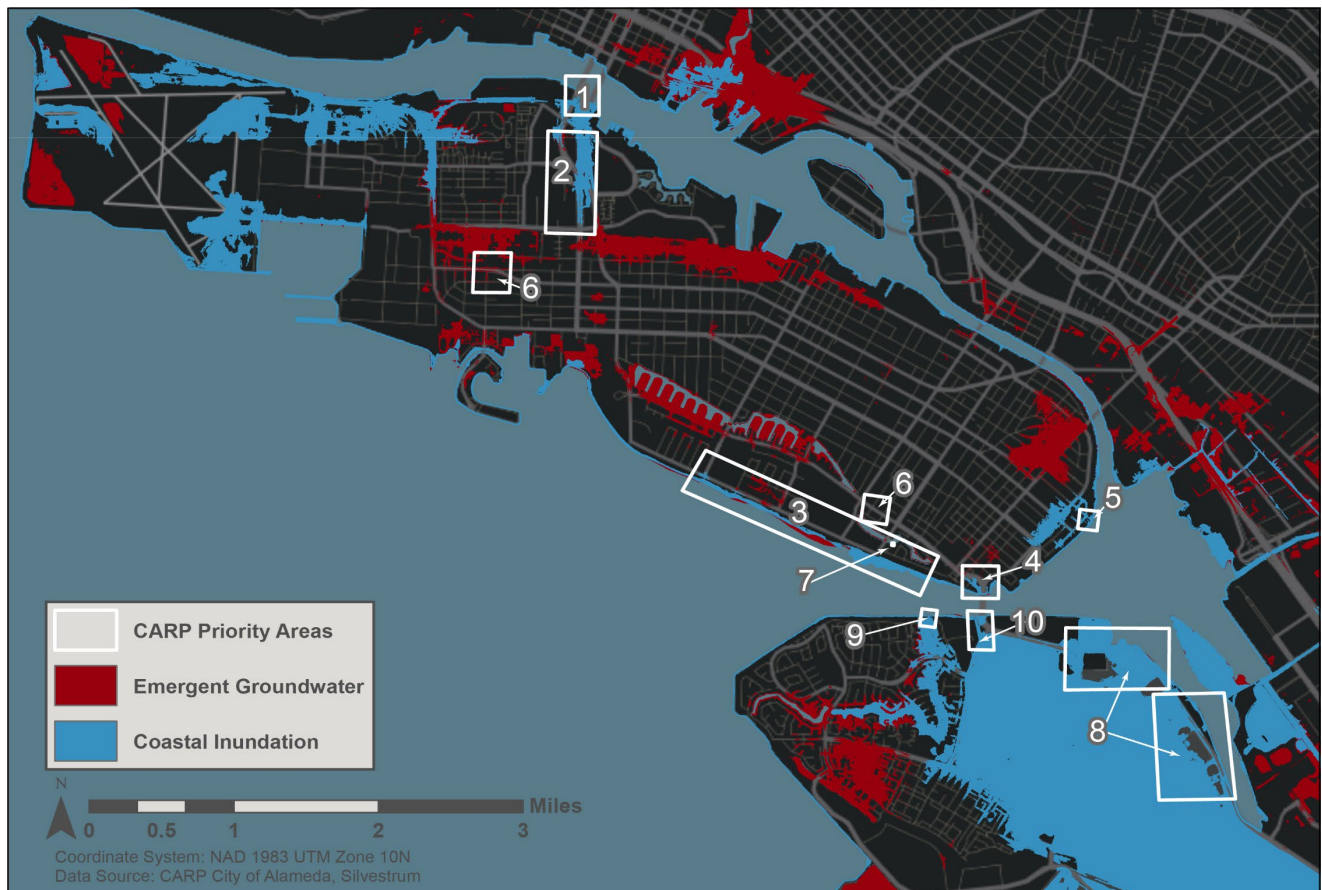 1
2
6
6
3
5
7
4
9
10
8
CARP Priority Areas
Emergent Groundwater
Coastal Inundation
N
Miles
0 0.5 1 2 3
Coordinate System: NAD 1983 UTM Zone 10N
Data Source: CARP City of Alameda, Silvestrum